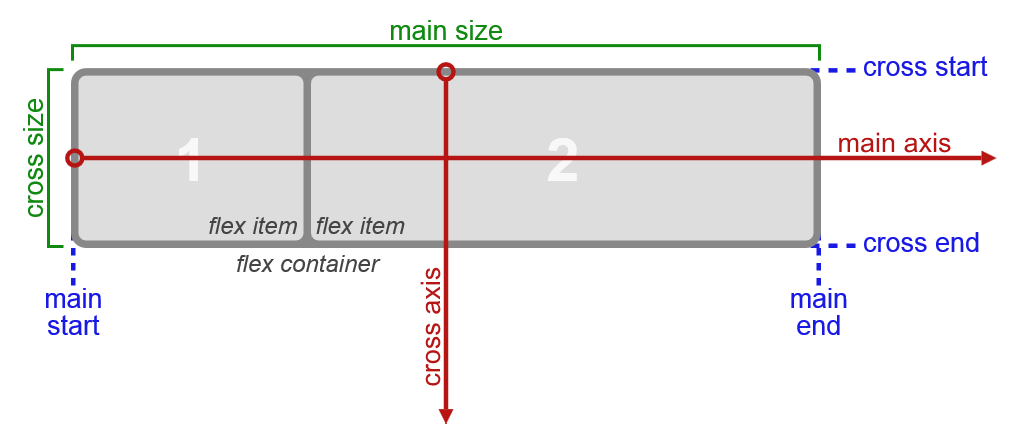 main size
cross start
cross size
main axis
1
2
flex item
flex item
cross end
flex container
cross axis
main
start
main
end